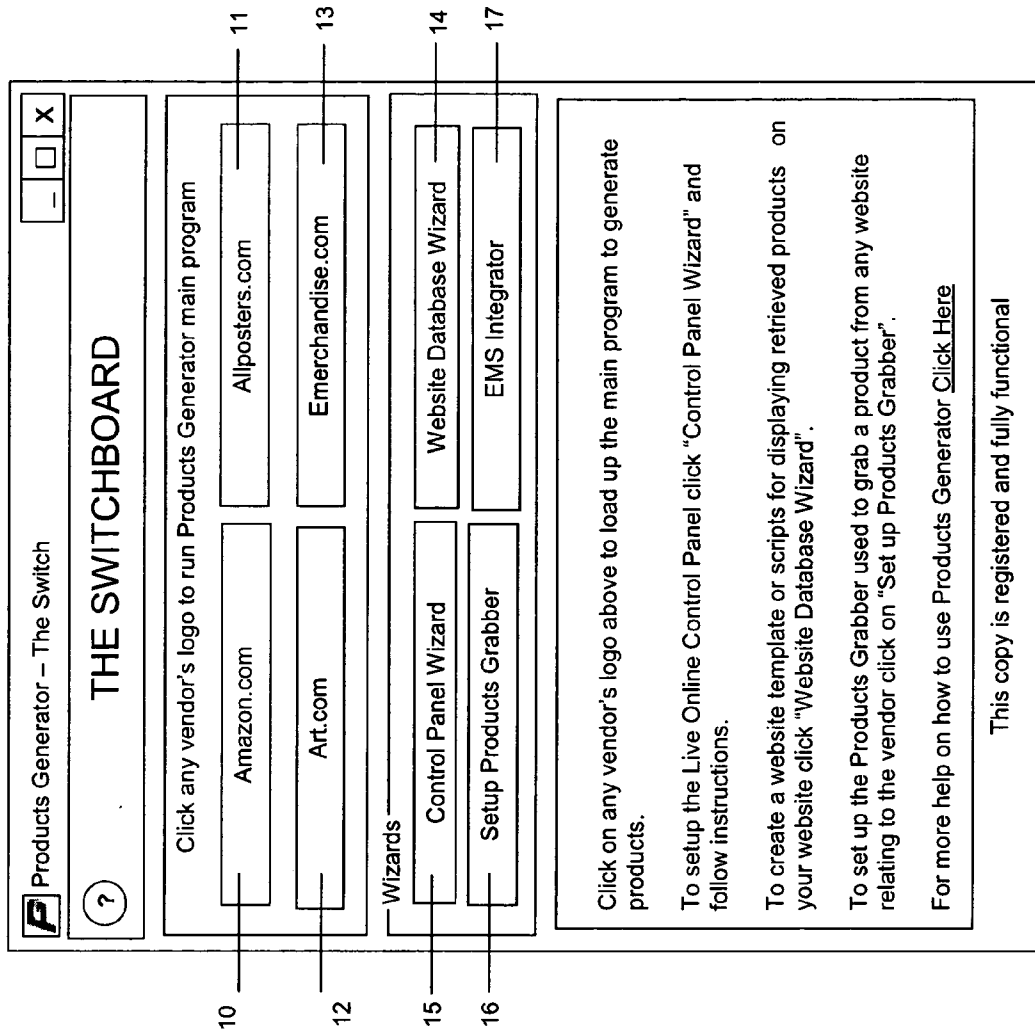 Products Generator – The Switch
_ □ X
?
THE SWITCHBOARD
Click any vendor's logo to run Products Generator main program
10
Amazon.com
Allposters.com
11
12
Art.com
Emerchandise.com
13
Wizards
15
Control Panel Wizard
Website Database Wizard
14
16
Setup Products Grabber
EMS Integrator
17
Click on any vendor's logo above to load up the main program to generate
products.
To setup the Live Online Control Panel click "Control Panel Wizard" and
follow instructions.
To create a website template or scripts for displaying retrieved products on
your website click "Website Database Wizard".
To set up the Products Grabber used to grab a product from any website
relating to the vendor click on "Set up Products Grabber".
For more help on how to use Products Generator Click Here
This copy is registered and fully functional